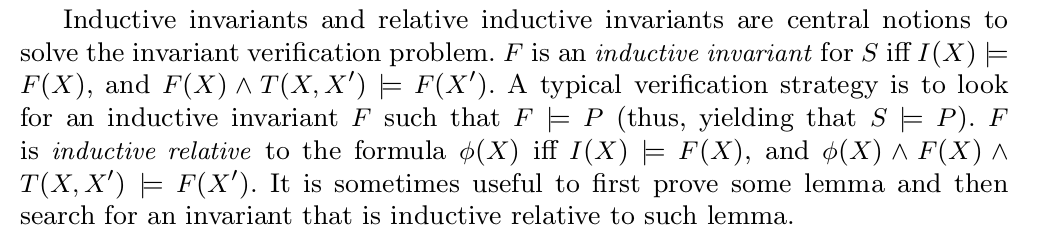 Inductive invariants and relative inductive invariants are central notions to
solve the invariant verification problem. F is an inductive invariant for S iff I(X) ⊨
F(X), and F(X) ∧ T(X, X′) ⊨ F(X′). A typical verification strategy is to look
for an inductive invariant F such that F ⊨ P (thus, yielding that S ⊨ P). F
is inductive relative to the formula ϕ(X) iff I(X) ⊨ F(X), and ϕ(X) ∧ F(X) ∧
T(X, X′) ⊨ F(X′). It is sometimes useful to first prove some lemma and then
search for an invariant that is inductive relative to such lemma.